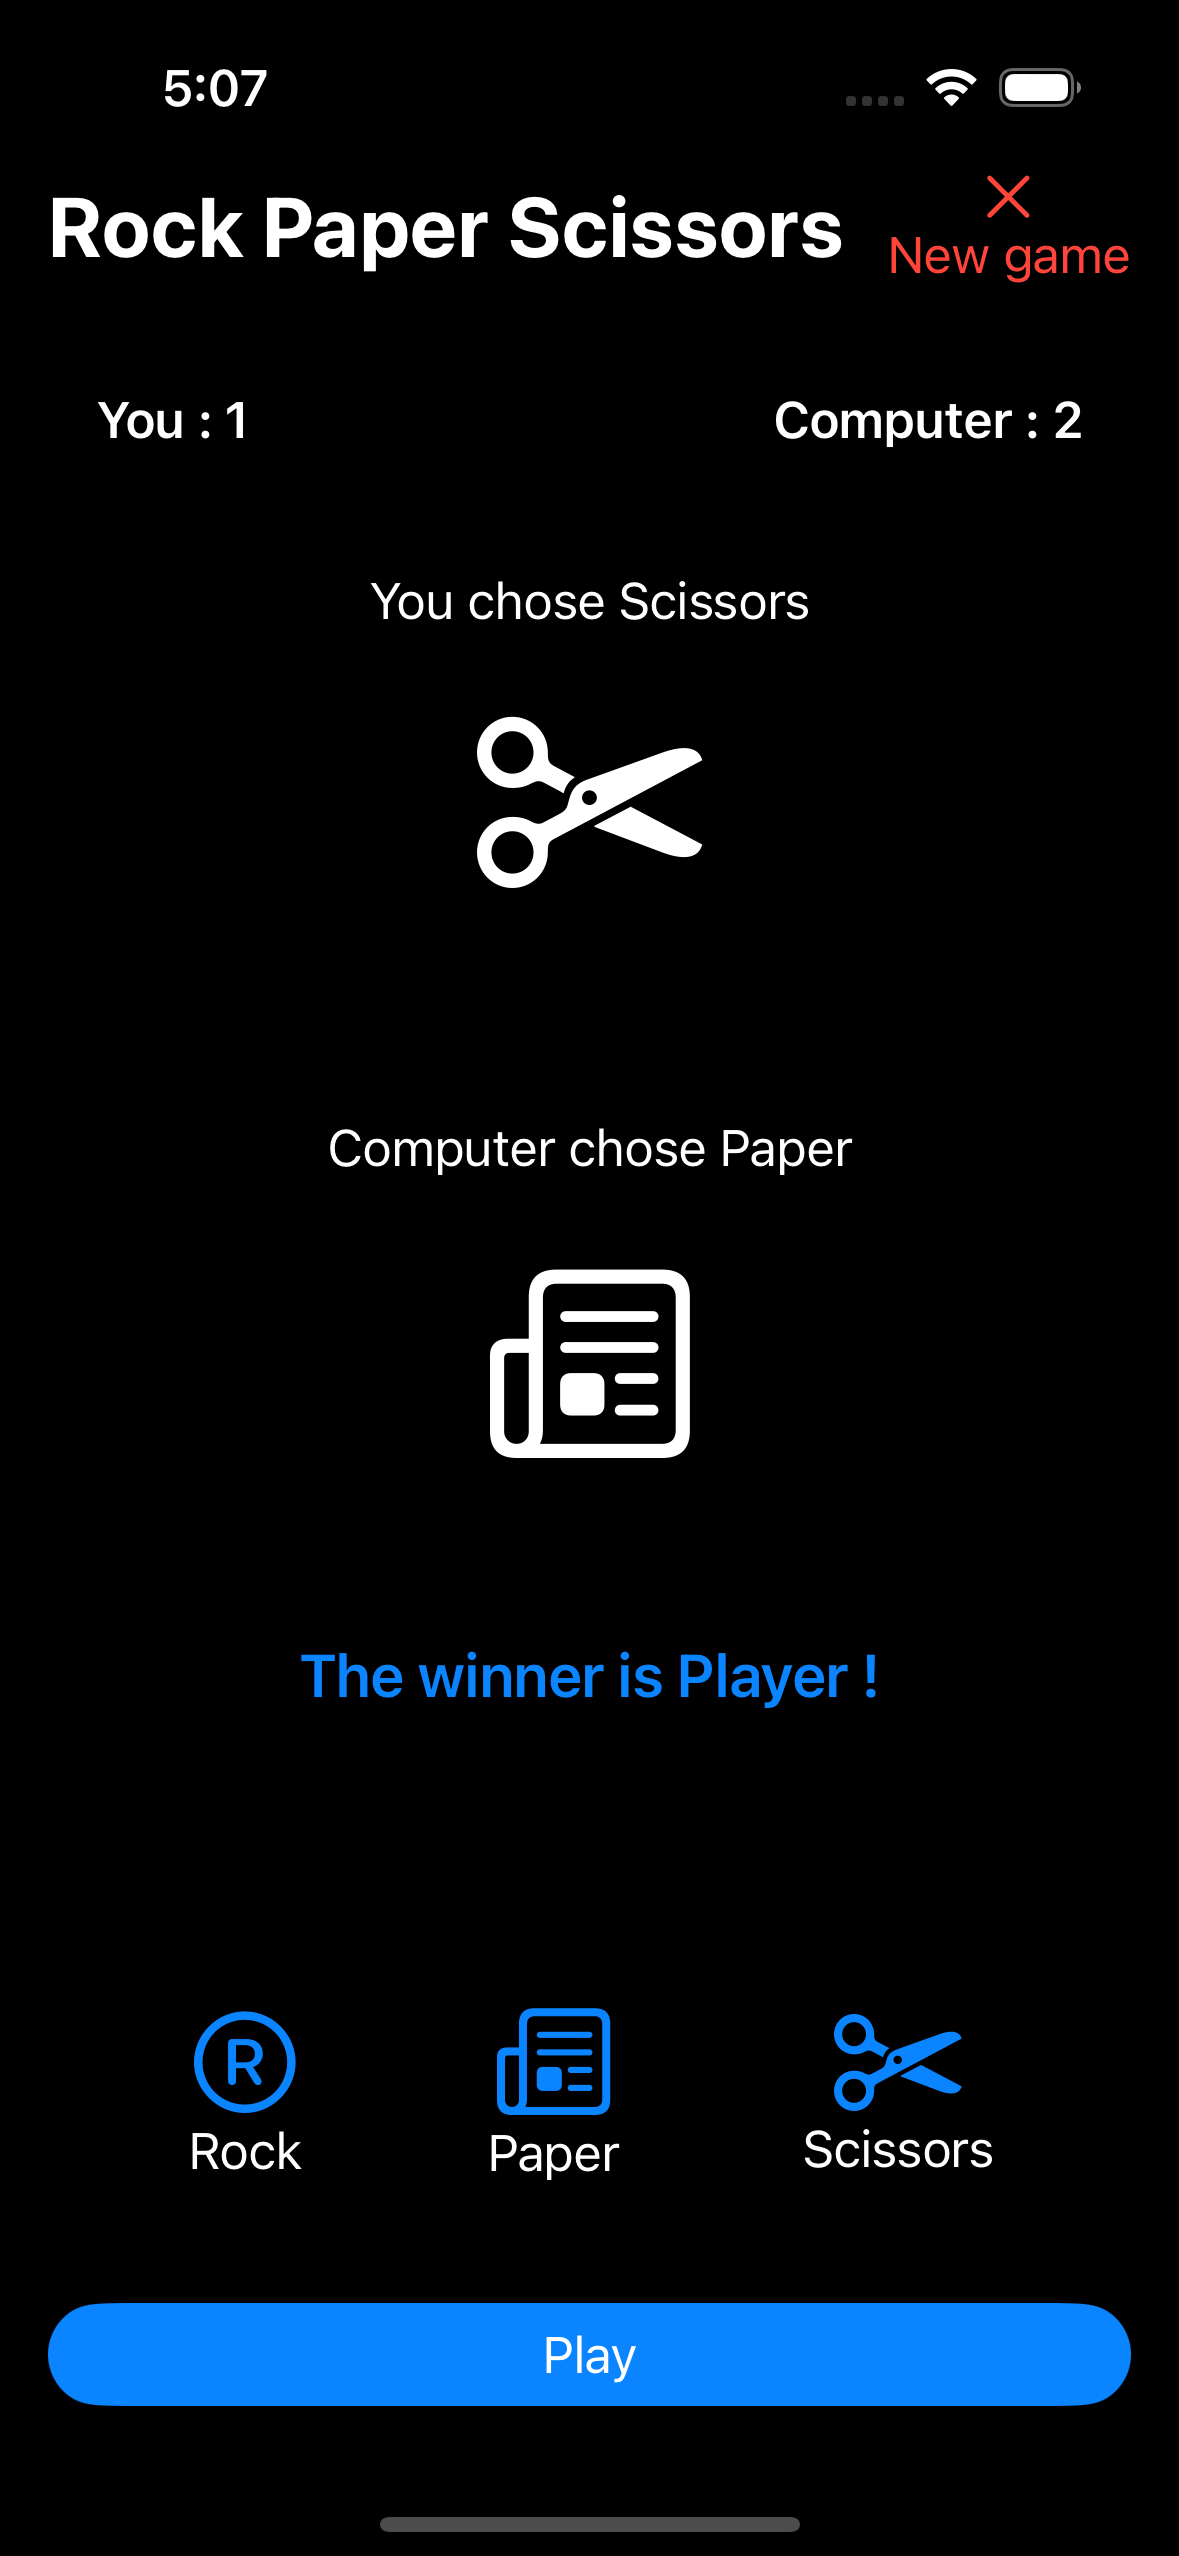 5:07
Rock Paper Scissors
New game
You : 1
Computer : 2
You chose Scissors
Computer chose Paper
The winner is Player !
R
Rock
Paper
Scissors
Play